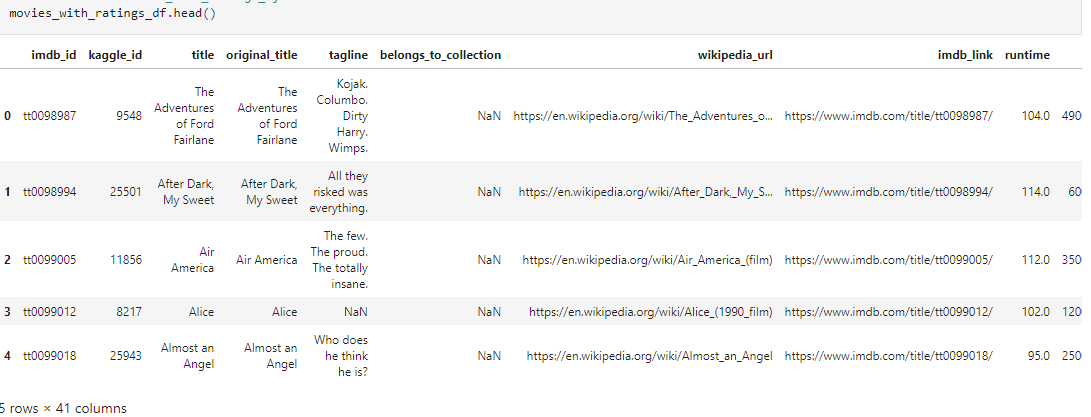 movies_with_ratings_df.head()
imdb_id kaggle_id title original_title tagline belongs_to_collection wikipedia_url imdb_link runtime
0 tt0098987 9548 The Adventures of Ford Fairlane The Adventures of Ford Fairlane Kojak. Columbo. Dirty Harry. Wimps. NaN https://en.wikipedia.org/wiki/The_Adventures_o... https://www.imdb.com/title/tt0098987/ 104.0 490
1 tt0098994 25501 After Dark, My Sweet After Dark, My Sweet All they risked was everything. NaN https://en.wikipedia.org/wiki/After_Dark,_My_S... https://www.imdb.com/title/tt0098994/ 114.0 60
2 tt0099005 11856 Air America Air America The few. The proud. The totally insane. NaN https://en.wikipedia.org/wiki/Air_America_(film) https://www.imdb.com/title/tt0099005/ 112.0 350
3 tt0099012 8217 Alice Alice NaN NaN https://en.wikipedia.org/wiki/Alice_(1990_film) https://www.imdb.com/title/tt0099012/ 102.0 120
4 tt0099018 25943 Almost an Angel Almost an Angel Who does he think he is? NaN https://en.wikipedia.org/wiki/Almost_an_Angel https://www.imdb.com/title/tt0099018/ 95.0 250
5 rows × 41 columns